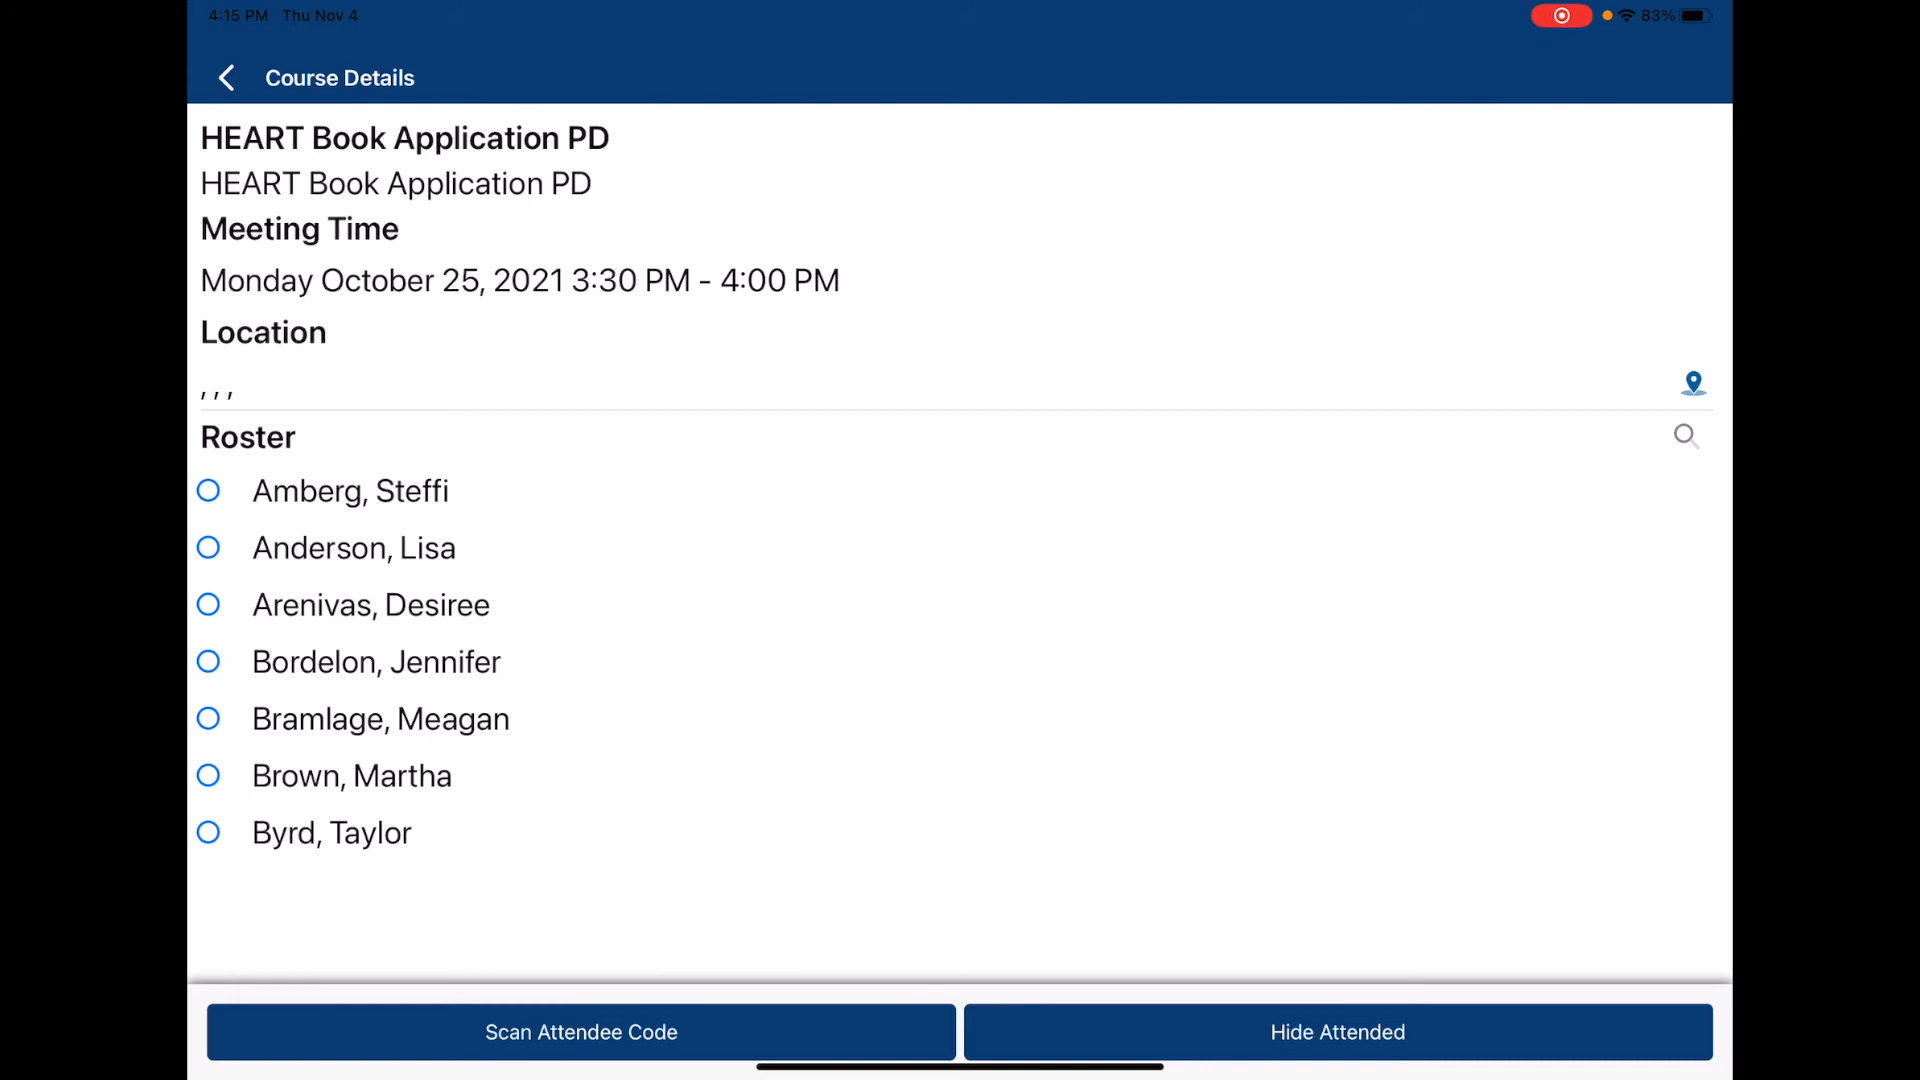 4:15 PM Thu Nov 4
83%
Course Details
HEART Book Application PD
HEART Book Application PD
Meeting Time
Monday October 25, 2021 3:30 PM - 4:00 PM
Location
, , ,
Roster
Amberg, Steffi
Anderson, Lisa
Arenivas, Desiree
Bordelon, Jennifer
Bramlage, Meagan
Brown, Martha
Byrd, Taylor
Scan Attendee Code
Hide Attended